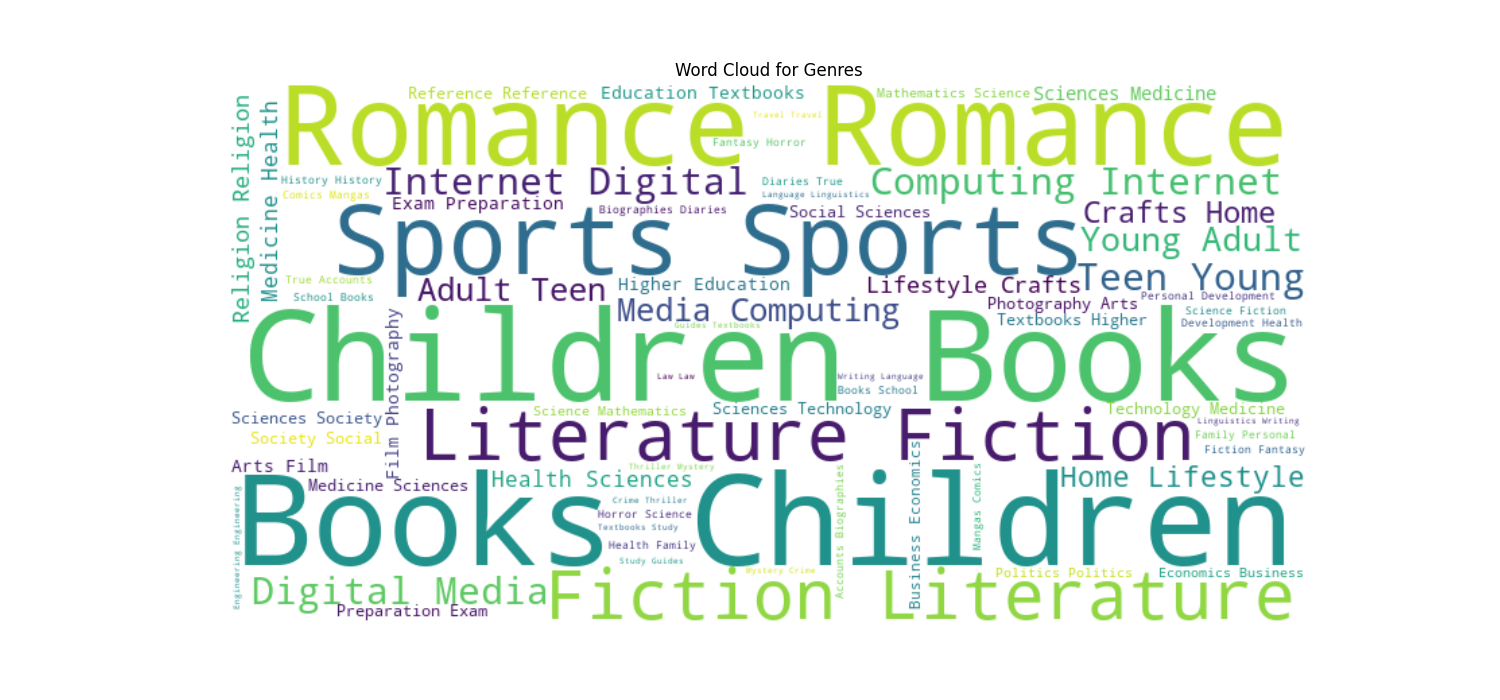 Word Cloud for Genres
Romance Romance
Reference Reference
Education Textbooks
Mathematics Science
Sciences Medicine
Travel Travel
Fantasy Horror
Religion Religion
Medicine Health
History History
Comics Mangas
Internet Digital
Diaries True
Language Linguistics
Computing Internet
Exam Preparation
Biographies Diaries
Social Sciences
Crafts Home
Sports Sports
Young Adult
True Accounts
School Books
Adult Teen
Higher Education
Lifestyle Crafts
Teen Young
Media Computing
Photography Arts
Personal Development
Textbooks Higher
Science Fiction
Development Health
Guides Textbooks
Children Books
Film Photography
Law Law
Writing Language
Books School
Sciences Society
Science Mathematics
Sciences Technology
Technology Medicine
Society Social
Literature Fiction
Linguistics Writing
Family Personal
Fiction Fantasy
Arts Film
Thriller Mystery
Medicine Sciences
Health Sciences
Home Lifestyle
Books Children
Engineering Engineering
Crime Thriller
Horror Science
Textbooks Study
Health Family
Study Guides
Accounts Biographies
Business Economics
Mangas Comics
Mystery Crime
Politics Politics
Economics Business
Digital Media
Fiction Literature
Preparation Exam